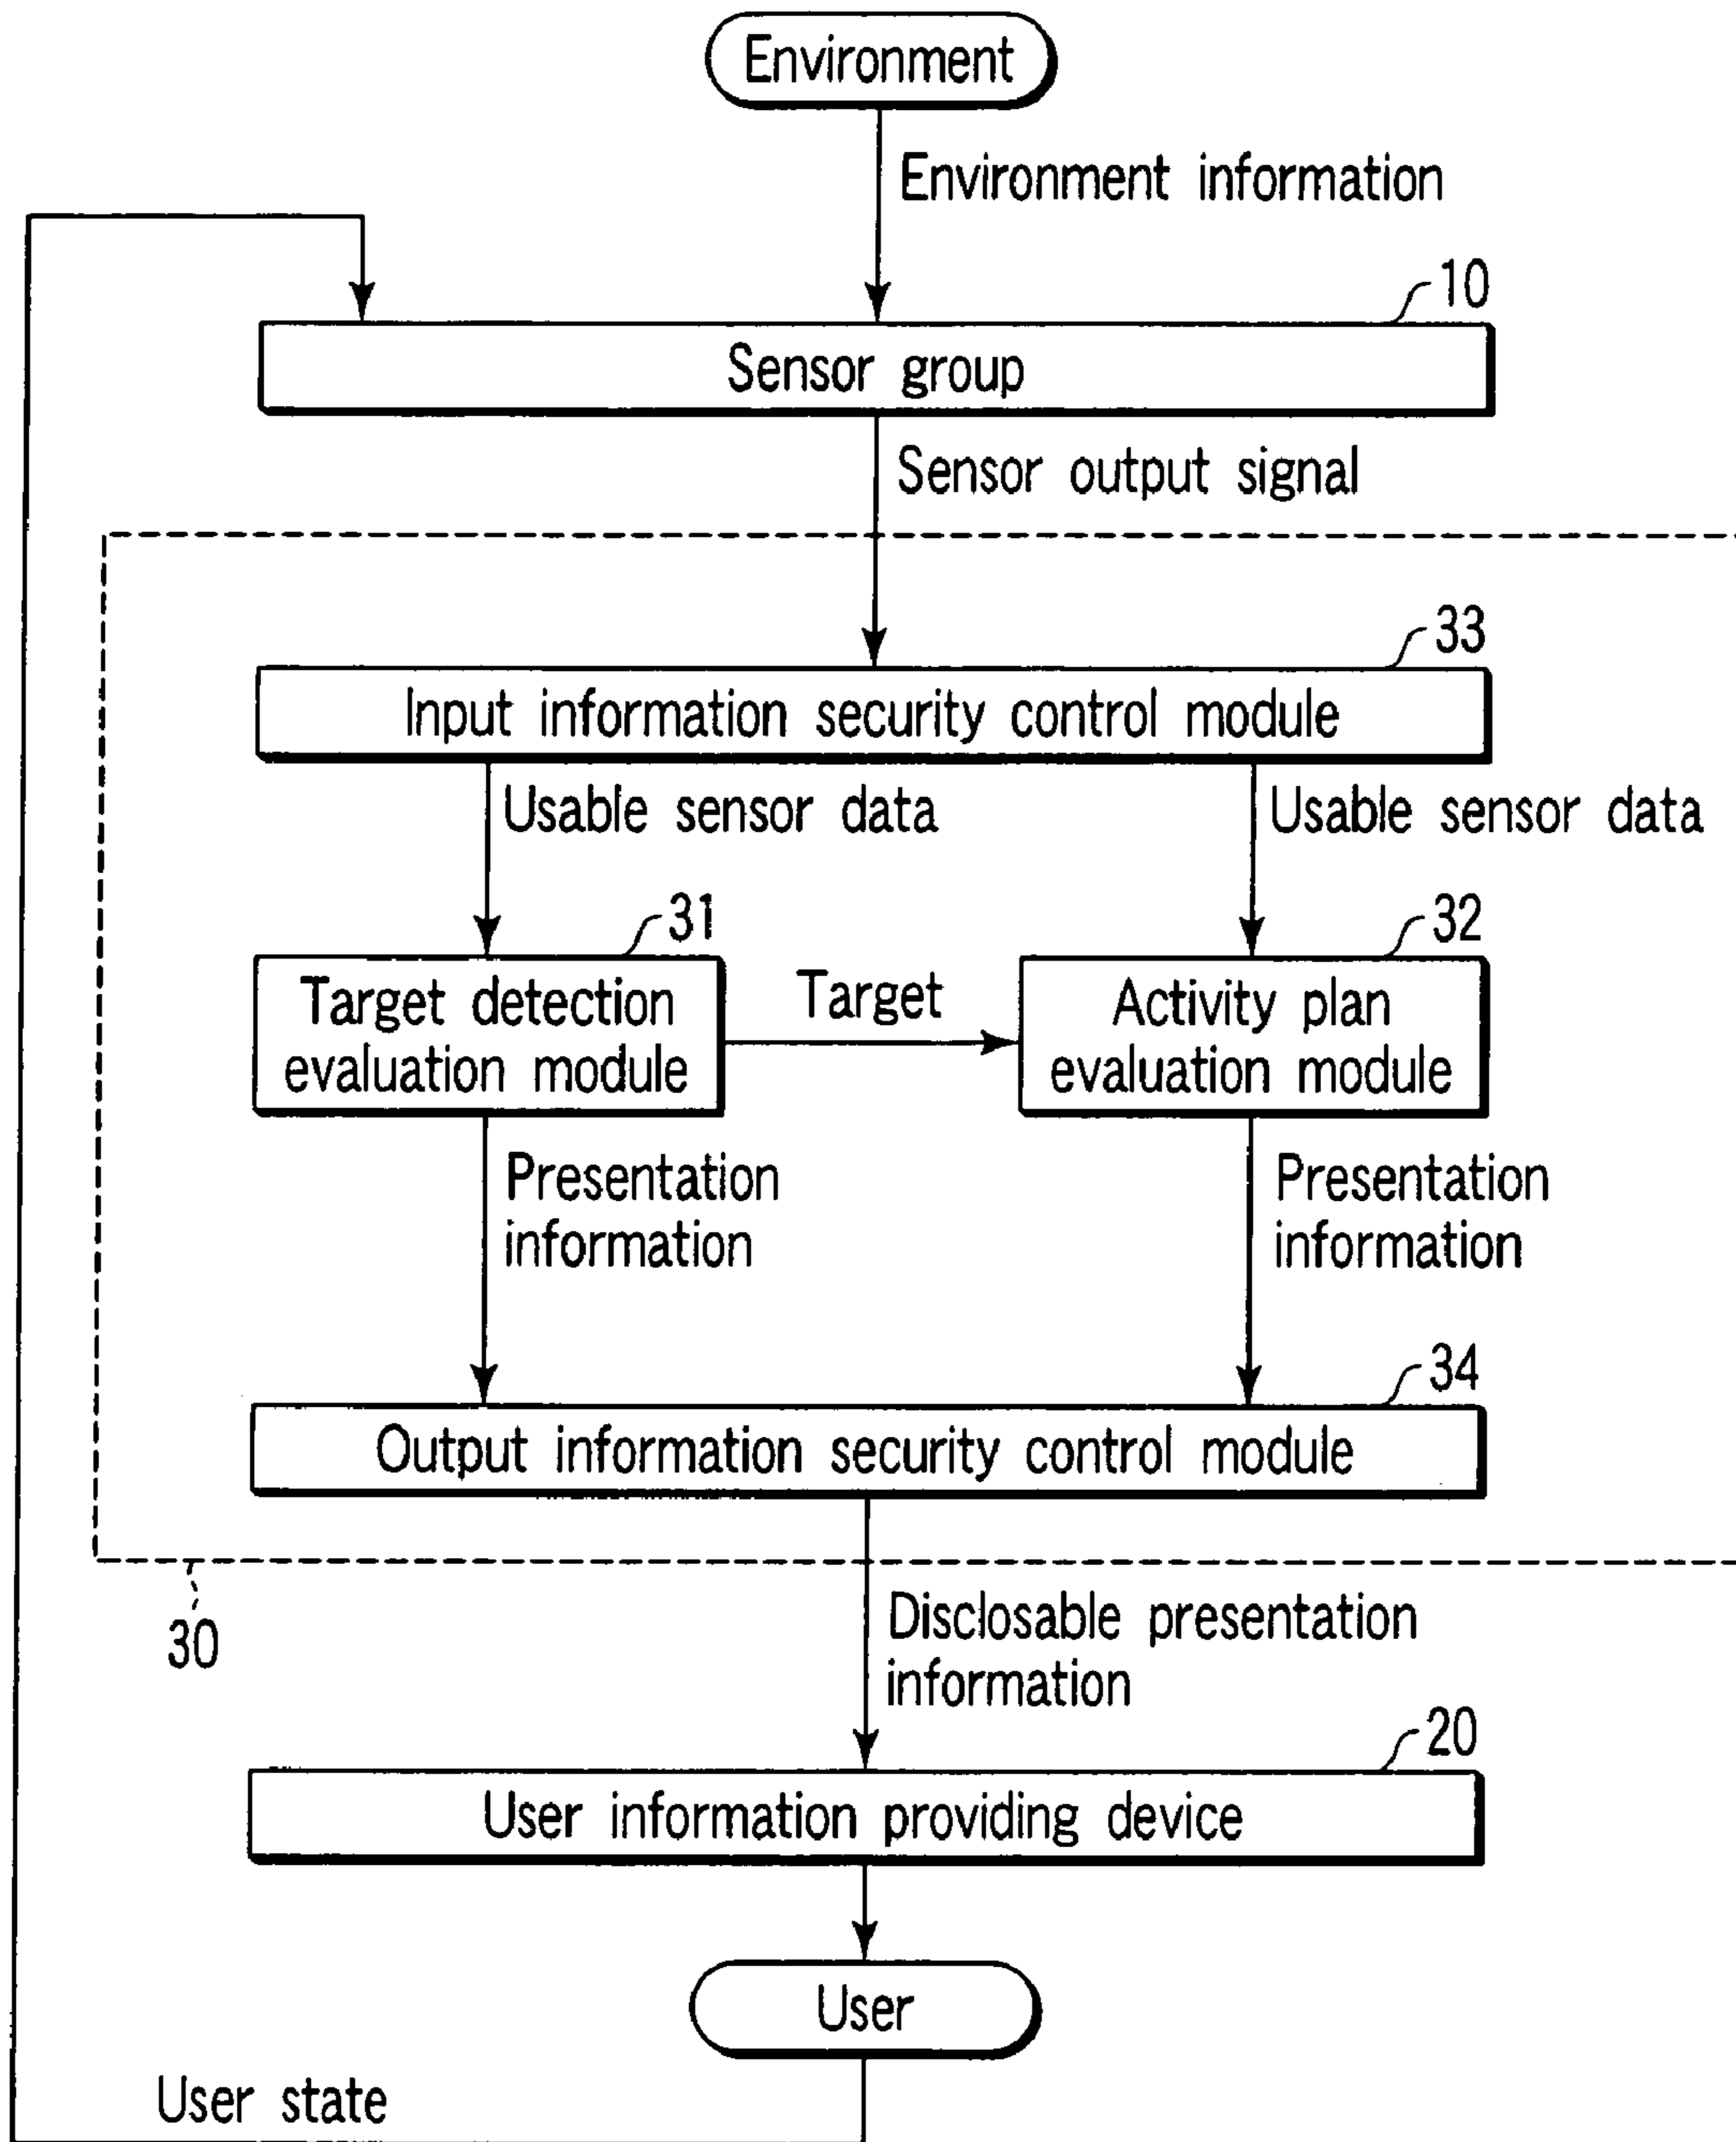 Environment
Environment information
10
Sensor group
Sensor output signal
33
Input information security control module
Usable sensor data
Usable sensor data
31
32
Target detection
evaluation module
Target
Activity plan
evaluation module
Presentation
information
Presentation
information
34
Output information security control module
30
Disclosable presentation
information
20
User information providing device
User
User state